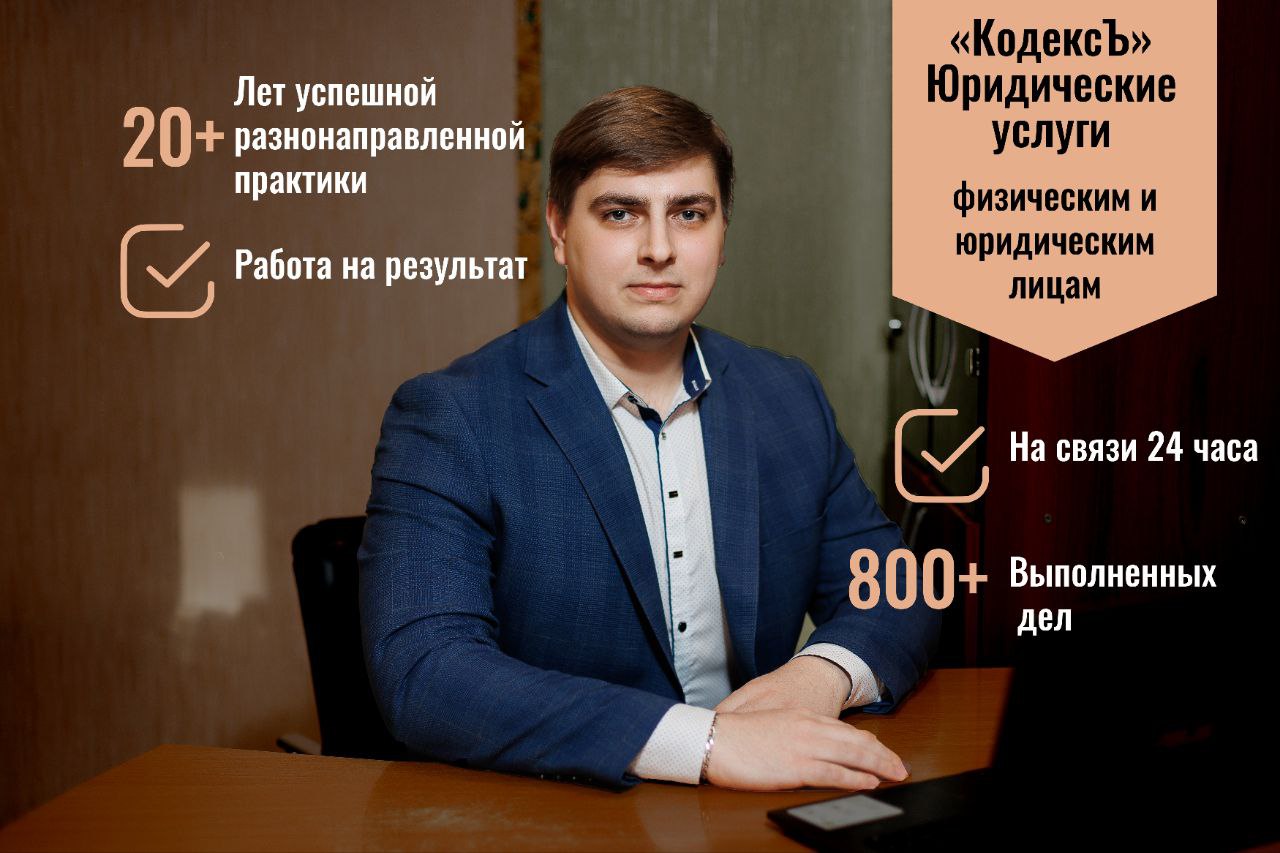 20+
Лет успешной
разнонаправленной
практики
Работа на результат
«КодексЪ»
Юридические
услуги
физическим и
юридическим
лицам
На связи 24 часа
800+
Выполненных
дел